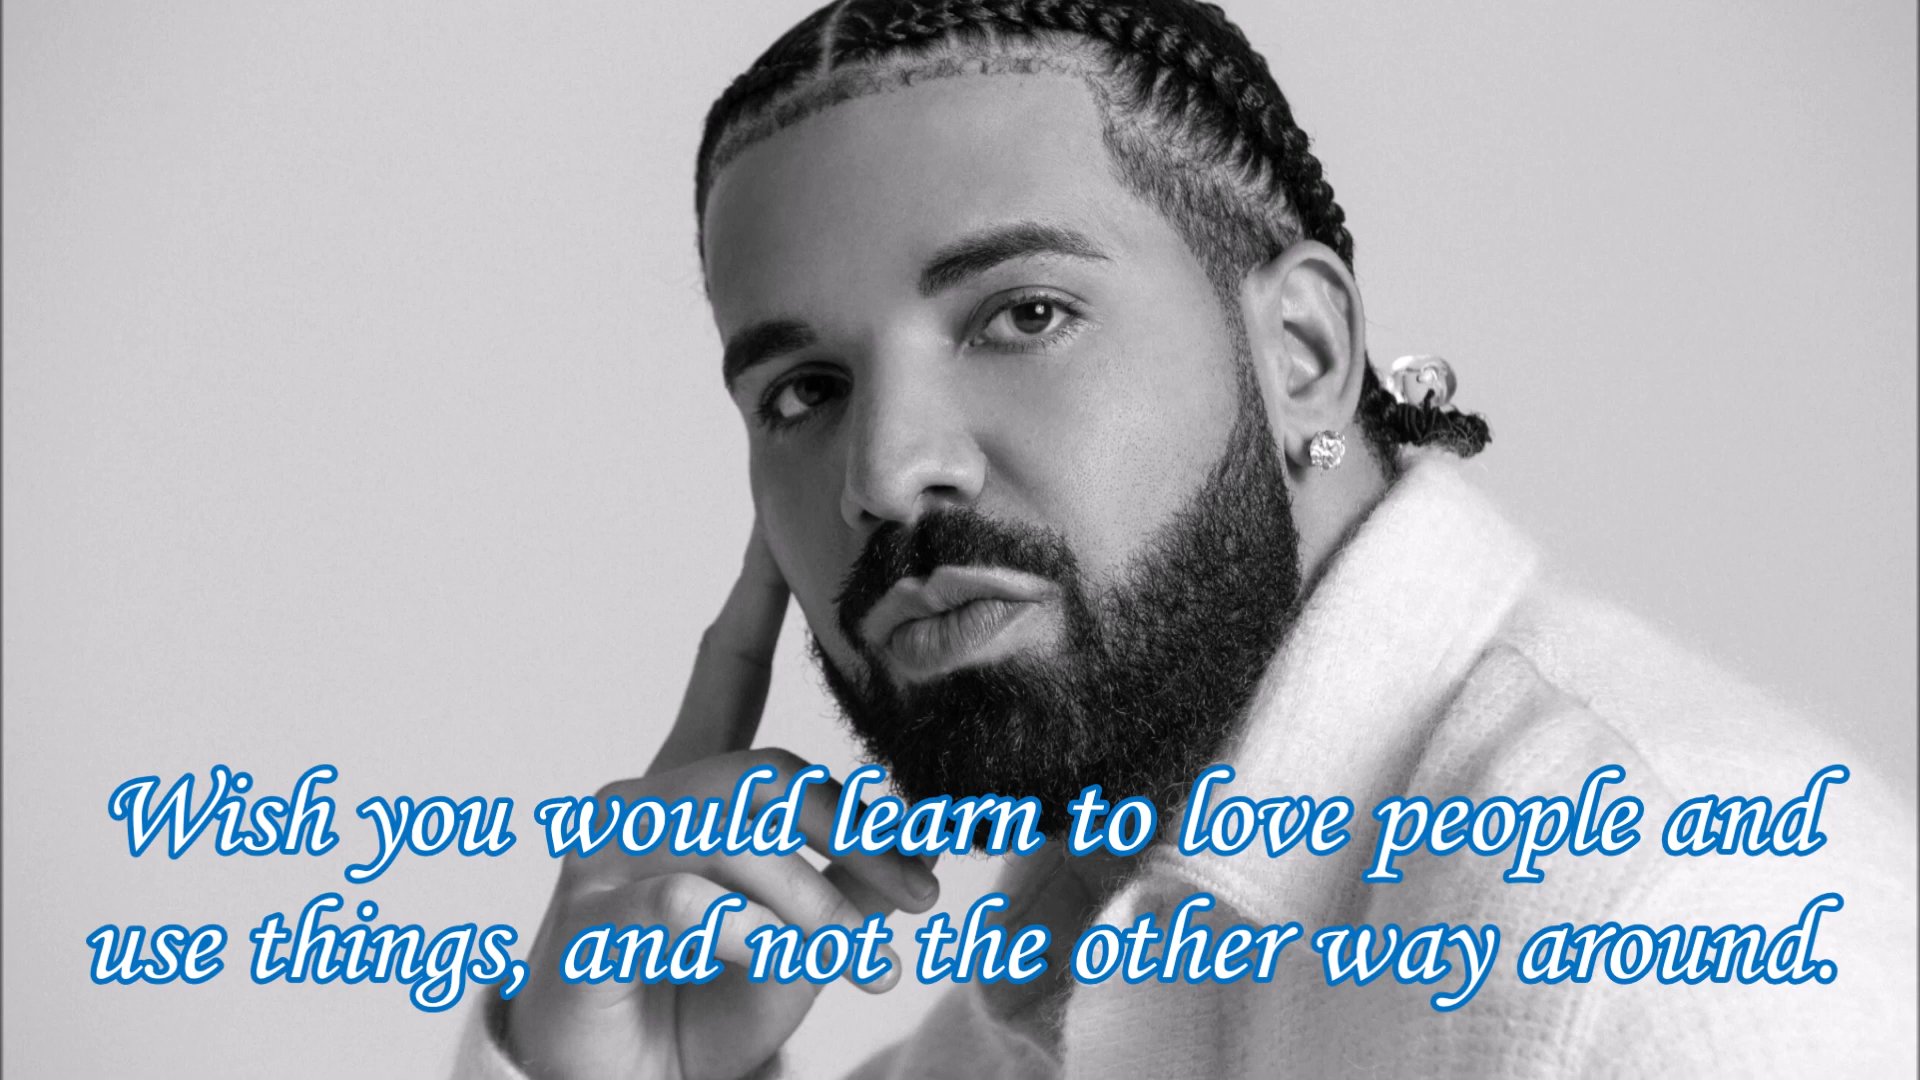 Wish you would learn to love people and
use things, and not the other way around.